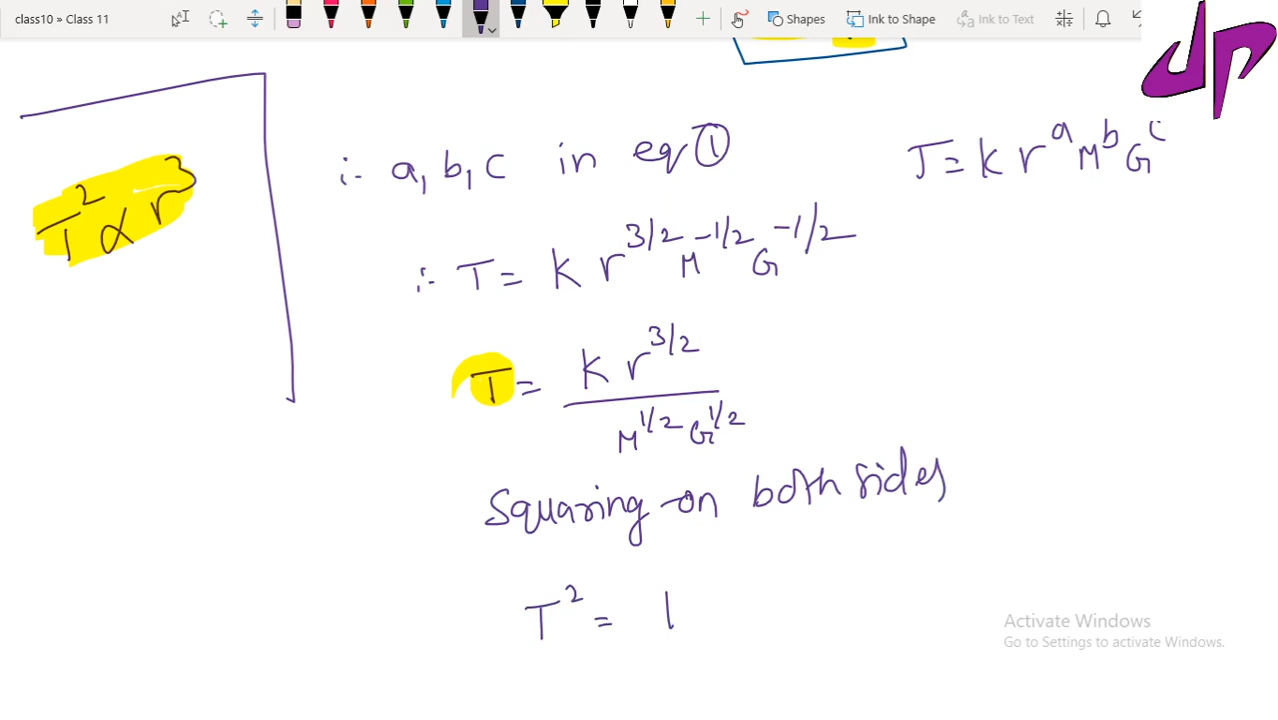 class10 » Class 11
Shapes
Ink to Shape
Ink to Text
dp
T² ∝ r³
∴ a, b, c in eq ①
T = K r^a M^b G^c
∴ T = K r^3/2 M^-1/2 G^-1/2
T = K r^3/2 / M^1/2 G^1/2
Squaring on both sides
T² =
Activate Windows
Go to Settings to activate Windows.